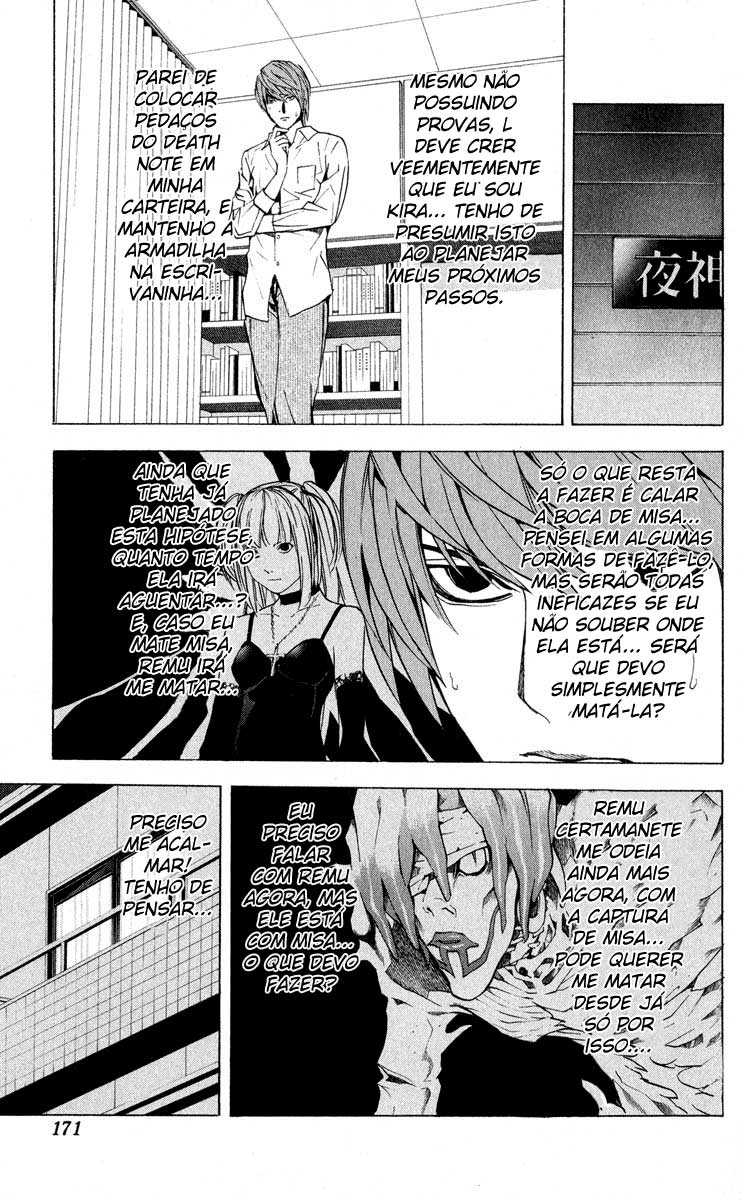 夜神
MESMO NÃO
POSSUINDO
PROVAS, L
DEVE CRER
VEEMENTEMENTE
QUE EU SOU
KIRA... TENHO DE
PRESUMIR ISTO
AO PLANEJAR
MEUS PRÓXIMOS
PASSOS.
PAREI DE
COLOCAR
PEDAÇOS
DO DEATH
NOTE EM
MINHA
CARTEIRA, E
MANTENHO A
ARMADILHA
NA ESCRI-
VANINHA...
SÓ O QUE RESTA
A FAZER É CALAR
A BOCA DE MISA...
PENSEI EM ALGUMAS
FORMAS DE FAZÊ-LO,
MAS SERÃO TODAS
INEFICAZES SE EU
NÃO SOUBER ONDE
ELA ESTÁ... SERÁ
QUE DEVO
SIMPLESMENTE
MATÁ-LA?
AINDA QUE
TENHA JÁ
PLANEJADO
ESTA HIPÓTESE,
QUANTO TEMPO
ELA IRÁ
AGUENTAR...?
E, CASO EU
MATE MISA,
REMU IRÁ
ME MATAR...
REMU
CERTAMANETE
ME ODEIA
AINDA MAIS
AGORA, COM
A CAPTURA
DE MISA...
PODE QUERER
ME MATAR
DESDE JÁ
SÓ POR
ISSO....
EU
PRECISO
FALAR
COM REMU
AGORA, MAS
ELE ESTÁ
COM MISA...
O QUE DEVO
FAZER?
PRECISO
ME ACAL-
MAR!
TENHO DE
PENSAR...
171